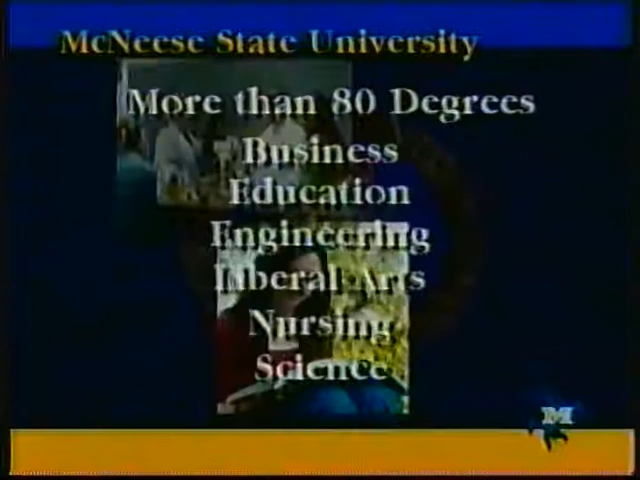 McNeese State University
More than 80 Degrees
Business
Education
Engineering
Liberal Arts
Nursing
Science
M